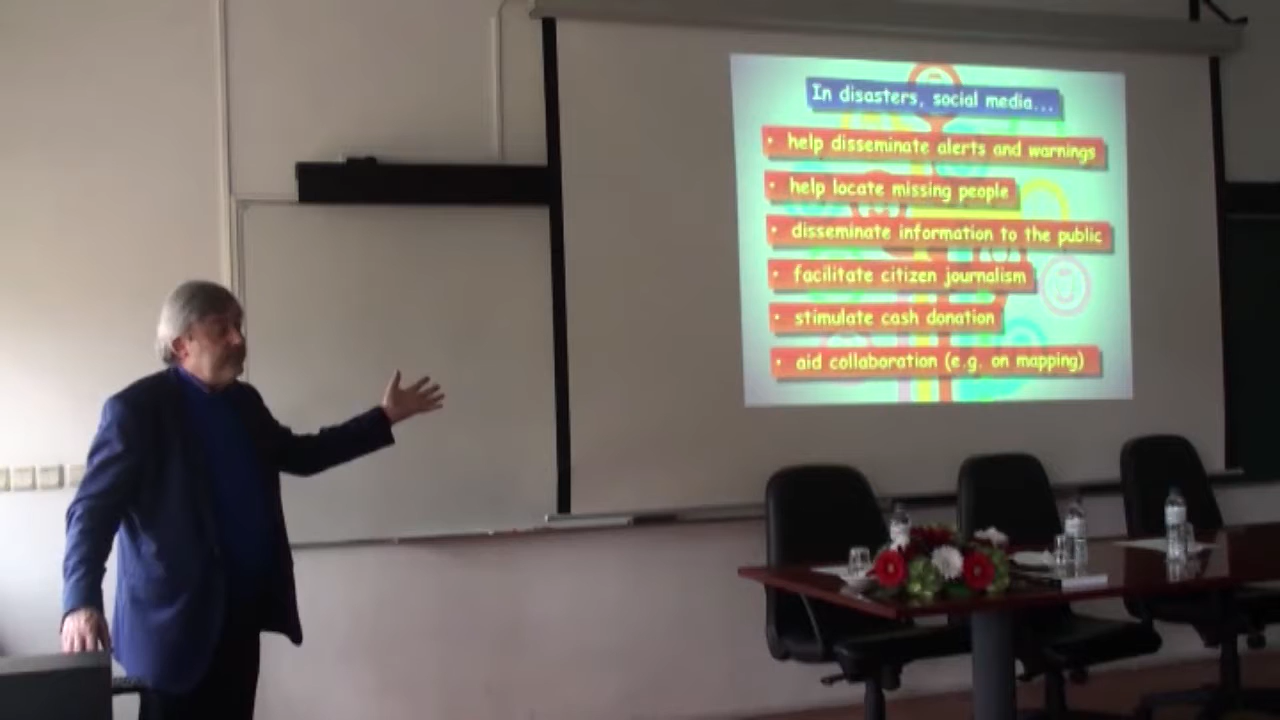 In disasters, social media...
• help disseminate alerts and warnings
• help locate missing people
• disseminate information to the public
• facilitate citizen journalism
• stimulate cash donation
• aid collaboration (e.g. on mapping)